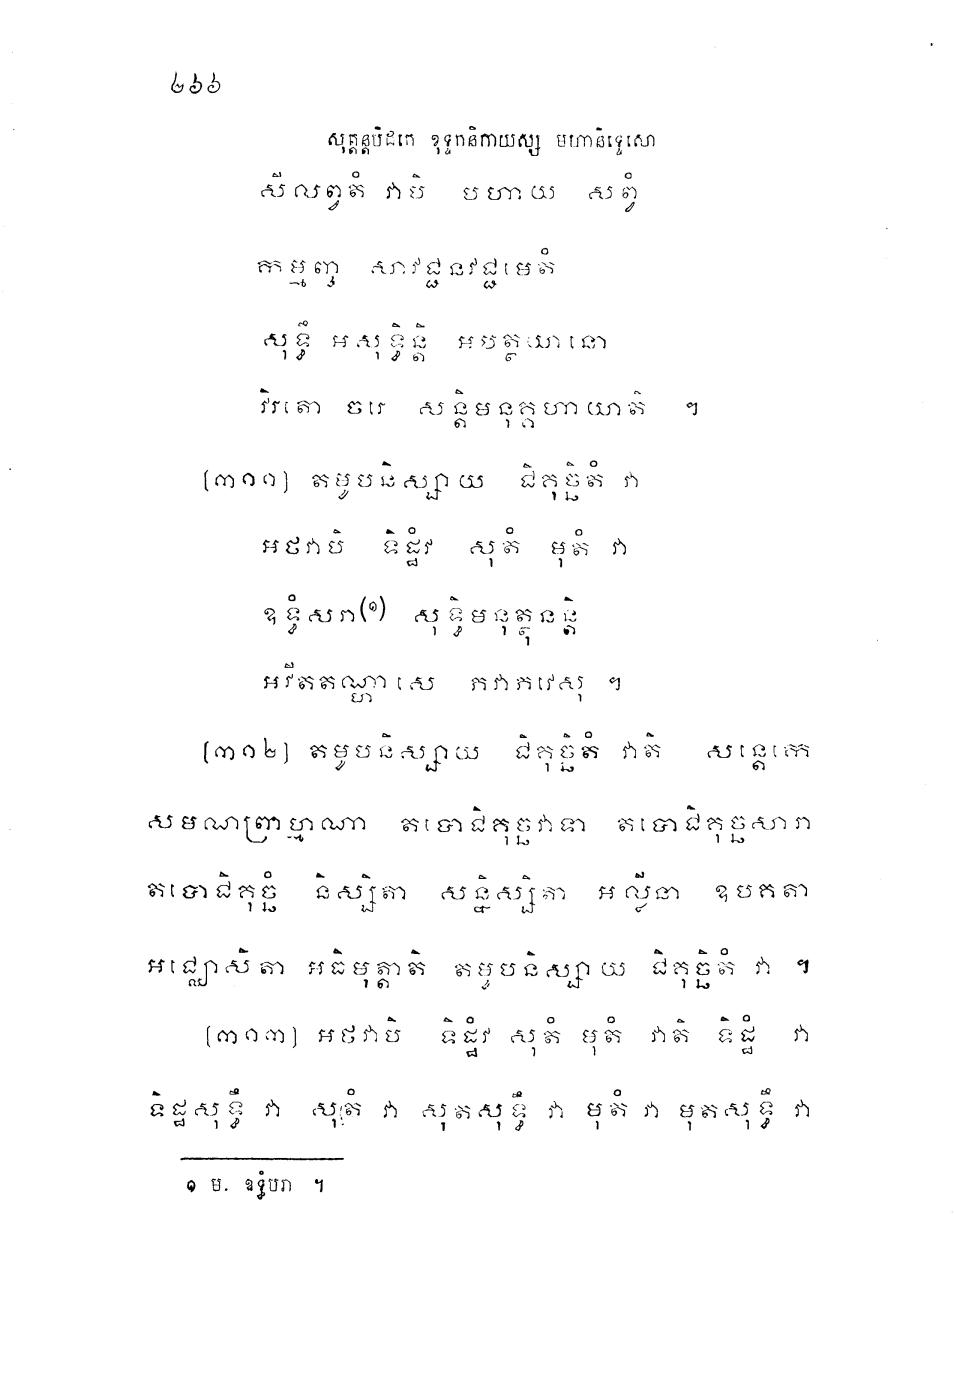 ២៦៦
សុត្តន្តបិដកេ ខុទ្ទកនិកាយស្ស មហានិទ្ទេសោ
សីលព្វតំ វាបិ បហាយ សព្វំ
កម្មញ្ច សាវជ្ជនវជ្ជមេតំ
សុទ្ធឹ អសុទ្ធិន្តិ អបត្ថយានោ
វិរតោ ចរេ សន្តិមនុគ្គហាយាតិ ។
(៣១១) តម្មូបនិស្សាយ ជិគុច្ឆិតំ វា
អថវាបិ ទិដ្ឋំវ សុតំ មុតំ វា
ឧទ្ធំសរា(១) សុទ្ធិមនុត្ថុនន្តិ
អវីតតណ្ហាសេ ភវាភវេសុ ។
(៣១២) តម្មូបនិស្សាយ ជិគុច្ឆិតំ វាតិ សន្តេកេ
សមណព្រាហ្មណា តបោជិគុច្ឆវាទា តបោជិគុច្ឆសារា
តបោជិគុច្ឆំ និស្សិតា សន្និស្សិតា អល្លីនា ឧបគតា
អជ្ឈោសិតា អធិមុត្តាតិ តម្មូបនិស្សាយ ជិគុច្ឆិតំ វា ។
(៣១៣) អថវាបិ ទិដ្ឋំវ សុតំ មុតំ វាតិ ទិដ្ឋំ វា
ទិដ្ឋសុទ្ធឹ វា សុតំ វា សុតសុទ្ធឹ វា មុតំ វា មុតសុទ្ធឹ វា
១ ម. ឧទ្ធំបរា ។